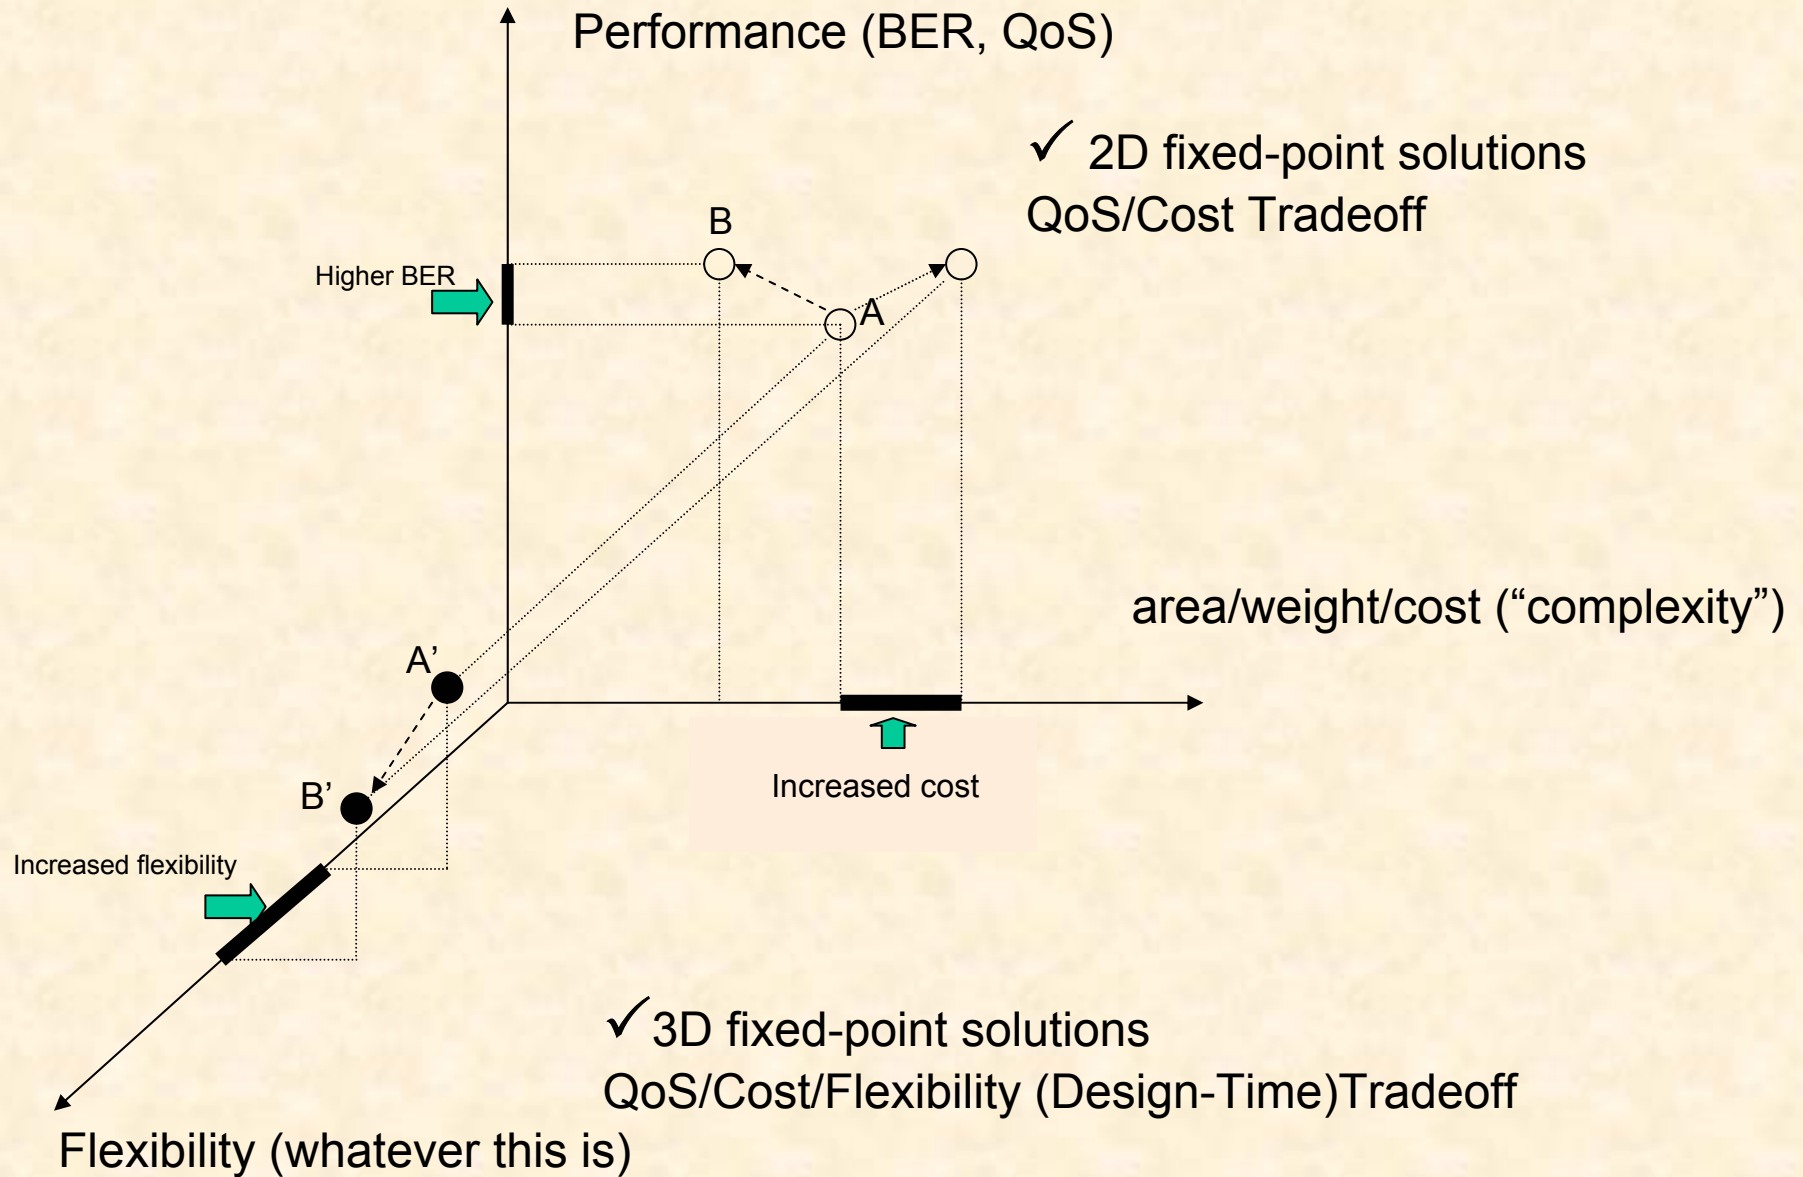 Performance (BER, QoS)
✓ 2D fixed-point solutions
QoS/Cost Tradeoff
B
Higher BER
A
area/weight/cost (“complexity”)
A’
Increased cost
B’
Increased flexibility
✓3D fixed-point solutions
QoS/Cost/Flexibility (Design-Time)Tradeoff
Flexibility (whatever this is)